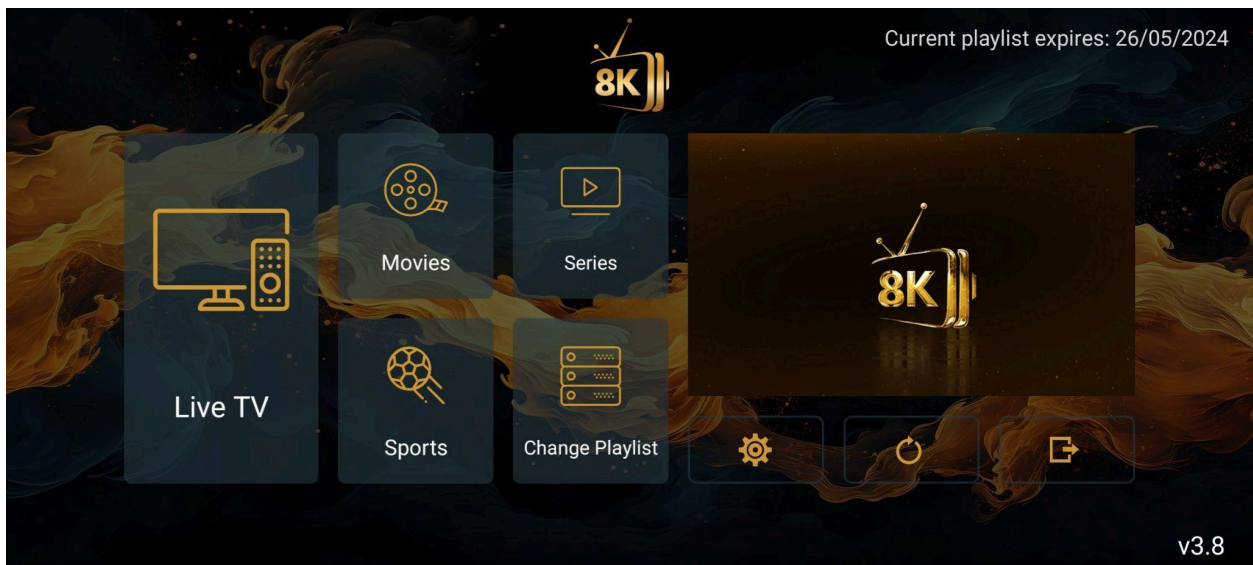 Current playlist expires: 26/05/2024
8K
Movies
Series
8K
Live TV
Sports
Change Playlist
v3.8